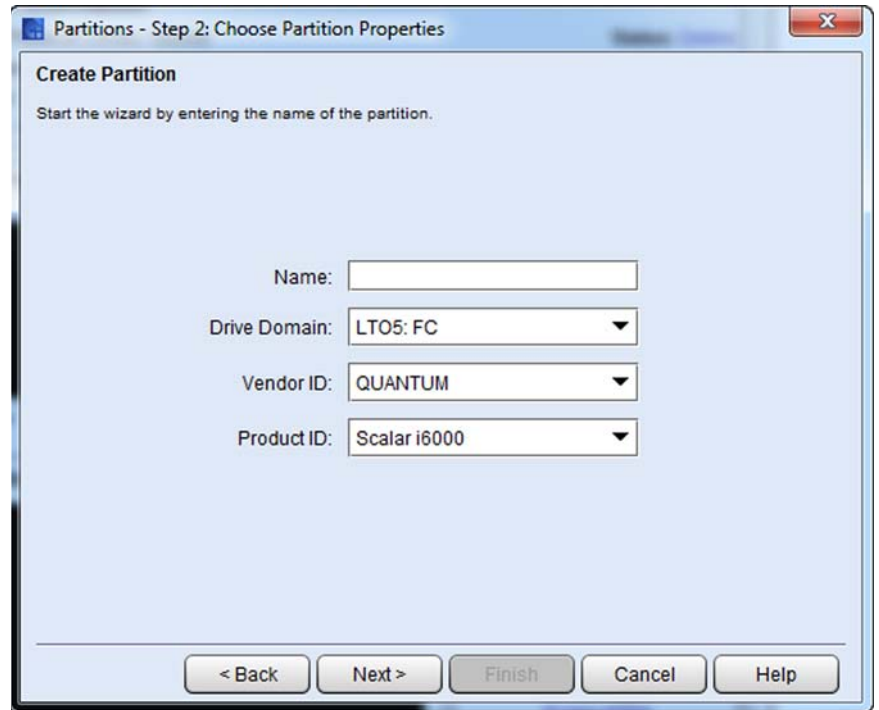 Partitions - Step 2: Choose Partition Properties
Create Partition
Start the wizard by entering the name of the partition.
Name:
Drive Domain: LTO5: FC
Vendor ID: QUANTUM
Product ID: Scalar i6000
< Back Next > Finish Cancel Help